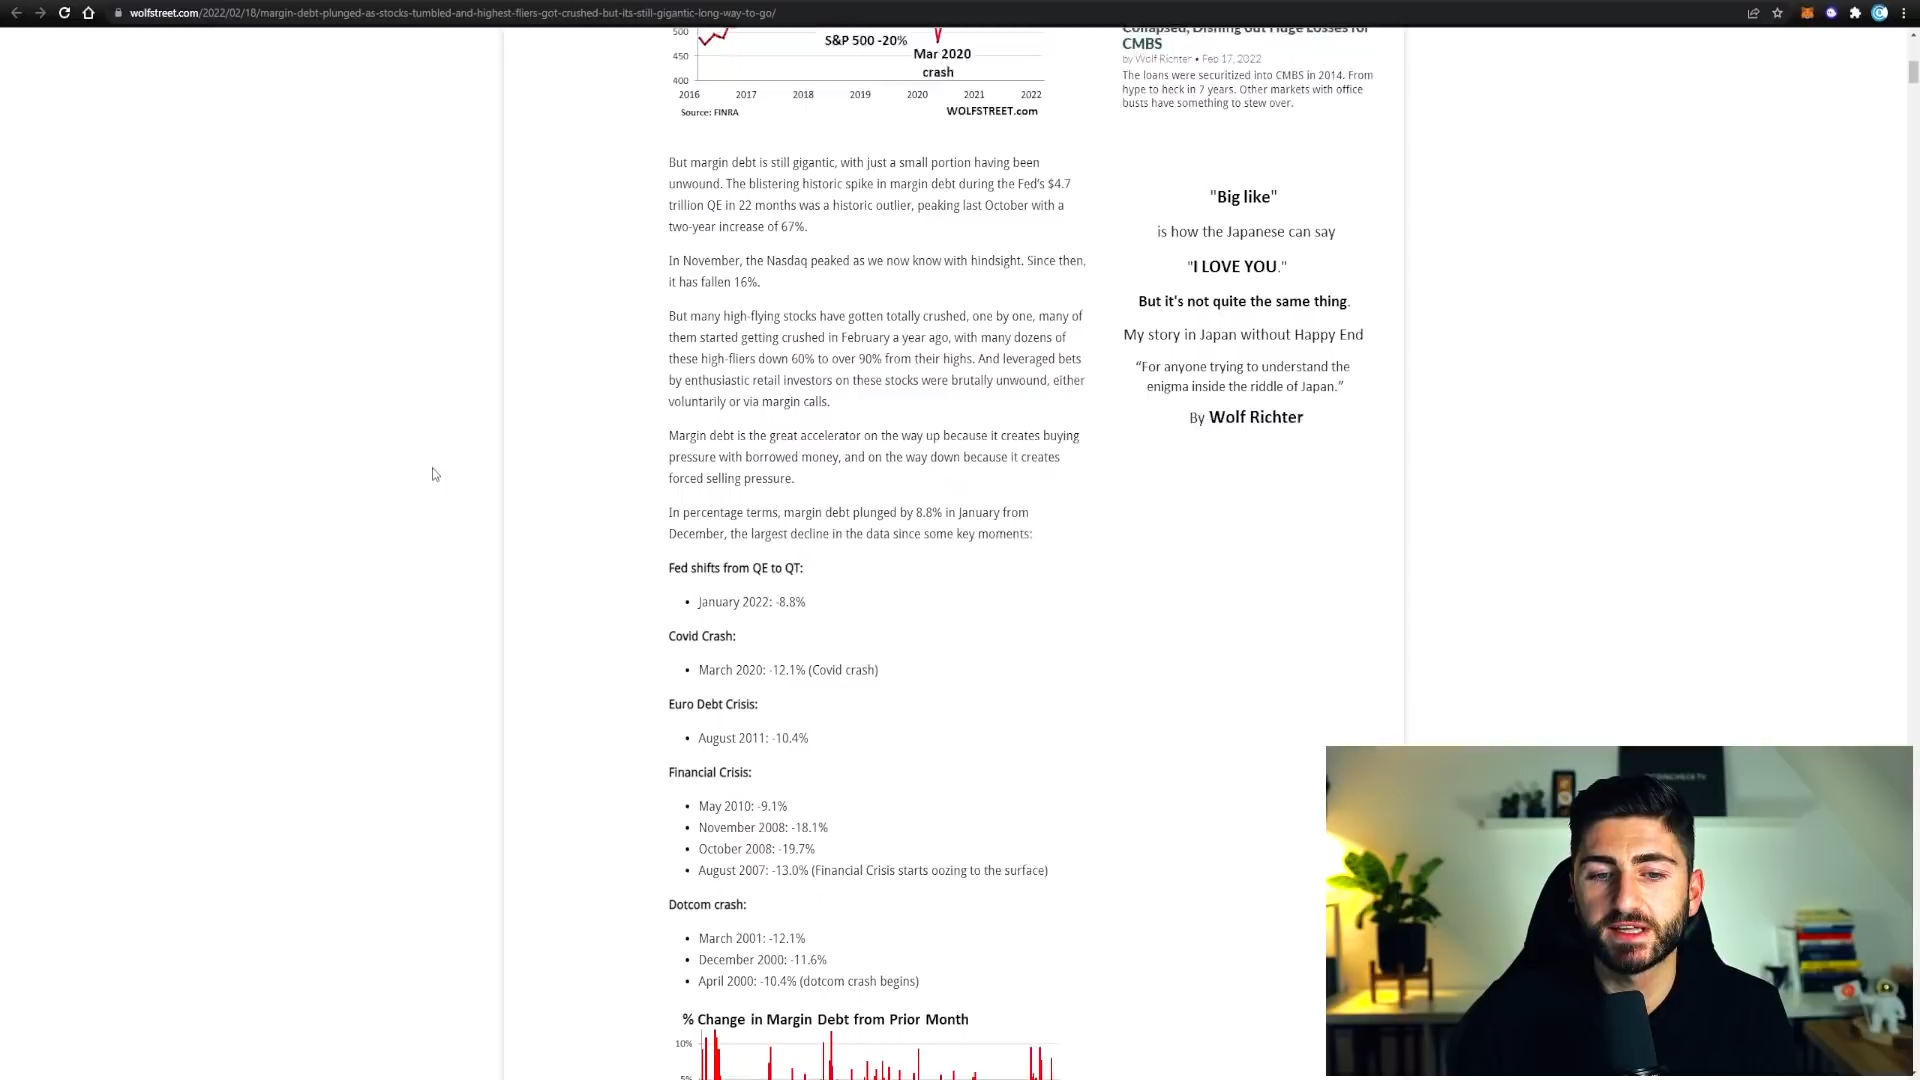 wolfstreet.com/2022/02/18/margin-debt-plunged-as-stocks-tumbled-and-highest-fliers-got-crushed-but-its-still-gigantic-long-way-to-go/
500
S&P 500 -20%
450
Mar 2020
crash
400
2016 2017 2018 2019 2020 2021 2022
Source: FINRA
WOLFSTREET.com
Collapsed, Dishing out Huge Losses for
CMBS
by Wolf Richter • Feb 17, 2022
The loans were securitized into CMBS in 2014. From
hype to heck in 7 years. Other markets with office
busts have something to stew over.
But margin debt is still gigantic, with just a small portion having been
unwound. The blistering historic spike in margin debt during the Fed's $4.7
trillion QE in 22 months was a historic outlier, peaking last October with a
two-year increase of 67%.
In November, the Nasdaq peaked as we now know with hindsight. Since then,
it has fallen 16%.
But many high-flying stocks have gotten totally crushed, one by one, many of
them started getting crushed in February a year ago, with many dozens of
these high-fliers down 60% to over 90% from their highs. And leveraged bets
by enthusiastic retail investors on these stocks were brutally unwound, either
voluntarily or via margin calls.
Margin debt is the great accelerator on the way up because it creates buying
pressure with borrowed money, and on the way down because it creates
forced selling pressure.
In percentage terms, margin debt plunged by 8.8% in January from
December, the largest decline in the data since some key moments:
Fed shifts from QE to QT:
• January 2022: -8.8%
Covid Crash:
• March 2020: -12.1% (Covid crash)
Euro Debt Crisis:
• August 2011: -10.4%
Financial Crisis:
• May 2010: -9.1%
• November 2008: -18.1%
• October 2008: -19.7%
• August 2007: -13.0% (Financial Crisis starts oozing to the surface)
Dotcom crash:
• March 2001: -12.1%
• December 2000: -11.6%
• April 2000: -10.4% (dotcom crash begins)
% Change in Margin Debt from Prior Month
10%
5%
"Big like"
is how the Japanese can say
"I LOVE YOU."
But it's not quite the same thing.
My story in Japan without Happy End
“For anyone trying to understand the
enigma inside the riddle of Japan.”
By Wolf Richter